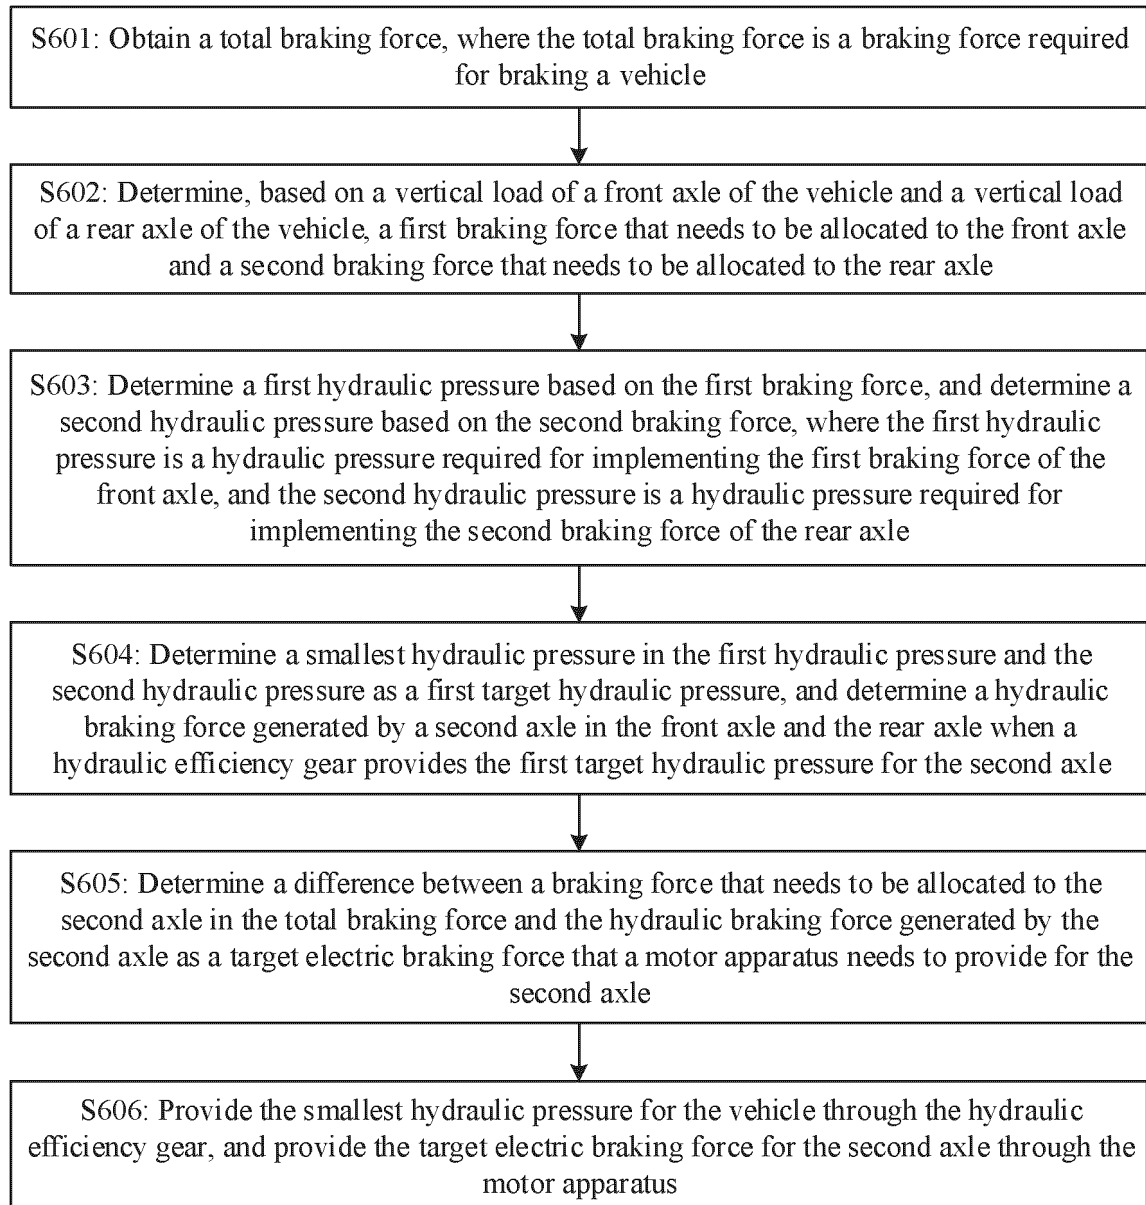 S601: Obtain a total braking force, where the total braking force is a braking force required
for braking a vehicle
S602: Determine, based on a vertical load of a front axle of the vehicle and a vertical load
of a rear axle of the vehicle, a first braking force that needs to be allocated to the front axle
and a second braking force that needs to be allocated to the rear axle
S603: Determine a first hydraulic pressure based on the first braking force, and determine a
second hydraulic pressure based on the second braking force, where the first hydraulic
pressure is a hydraulic pressure required for implementing the first braking force of the
front axle, and the second hydraulic pressure is a hydraulic pressure required for
implementing the second braking force of the rear axle
S604: Determine a smallest hydraulic pressure in the first hydraulic pressure and the
second hydraulic pressure as a first target hydraulic pressure, and determine a hydraulic
braking force generated by a second axle in the front axle and the rear axle when a
hydraulic efficiency gear provides the first target hydraulic pressure for the second axle
S605: Determine a difference between a braking force that needs to be allocated to the
second axle in the total braking force and the hydraulic braking force generated by the
second axle as a target electric braking force that a motor apparatus needs to provide for the
second axle
S606: Provide the smallest hydraulic pressure for the vehicle through the hydraulic
efficiency gear, and provide the target electric braking force for the second axle through the
motor apparatus